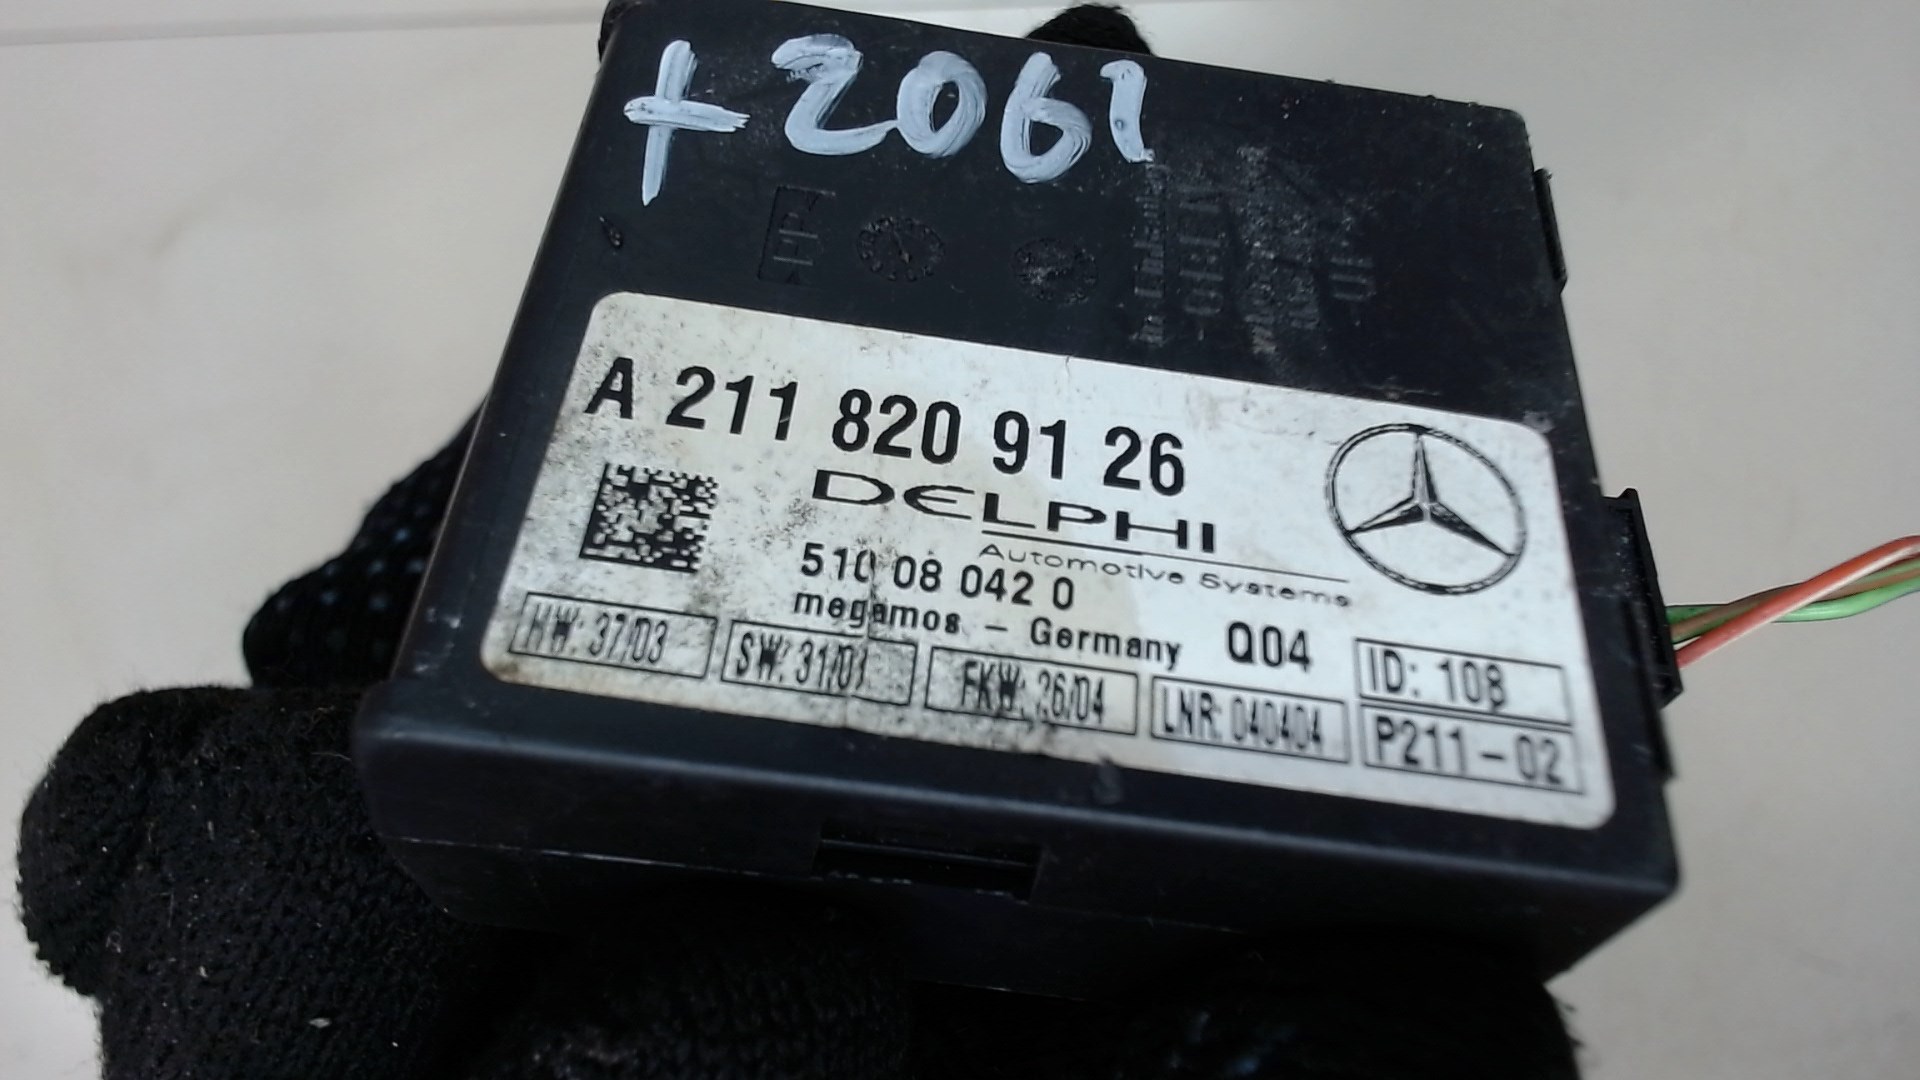 +2061
A 211 820 91 26
DELPHI
Automotive Systems
510 08 042 0
megamos - Germany Q04
HW: 37/03 SW: 31/01 FKW: 26/04 LNR: 040404
ID: 108
P211-02